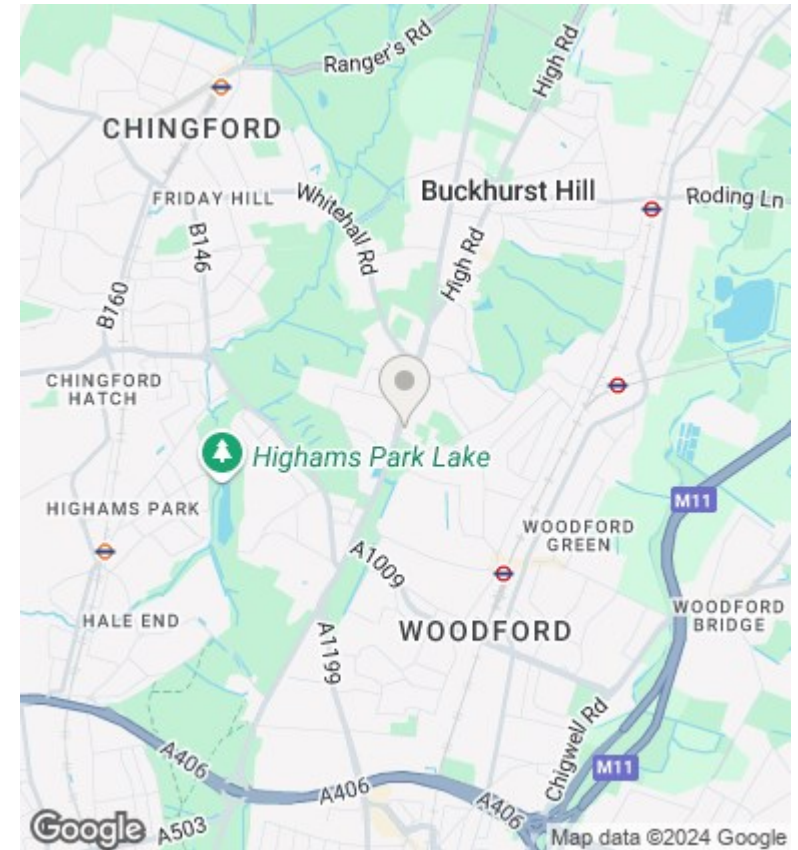 Ranger's Rd
High Rd
CHINGFORD
FRIDAY HILL
Whitehall Rd
Buckhurst Hill
Roding Ln
B146
High Rd
B160
CHINGFORD
HATCH
Highams Park Lake
M11
HIGHAMS PARK
WOODFORD
GREEN
A1009
HALE END
WOODFORD
BRIDGE
WOODFORD
A1199
Chigwell Rd
A406
M11
A406
A406
Google
A503
Map data ©2024 Google